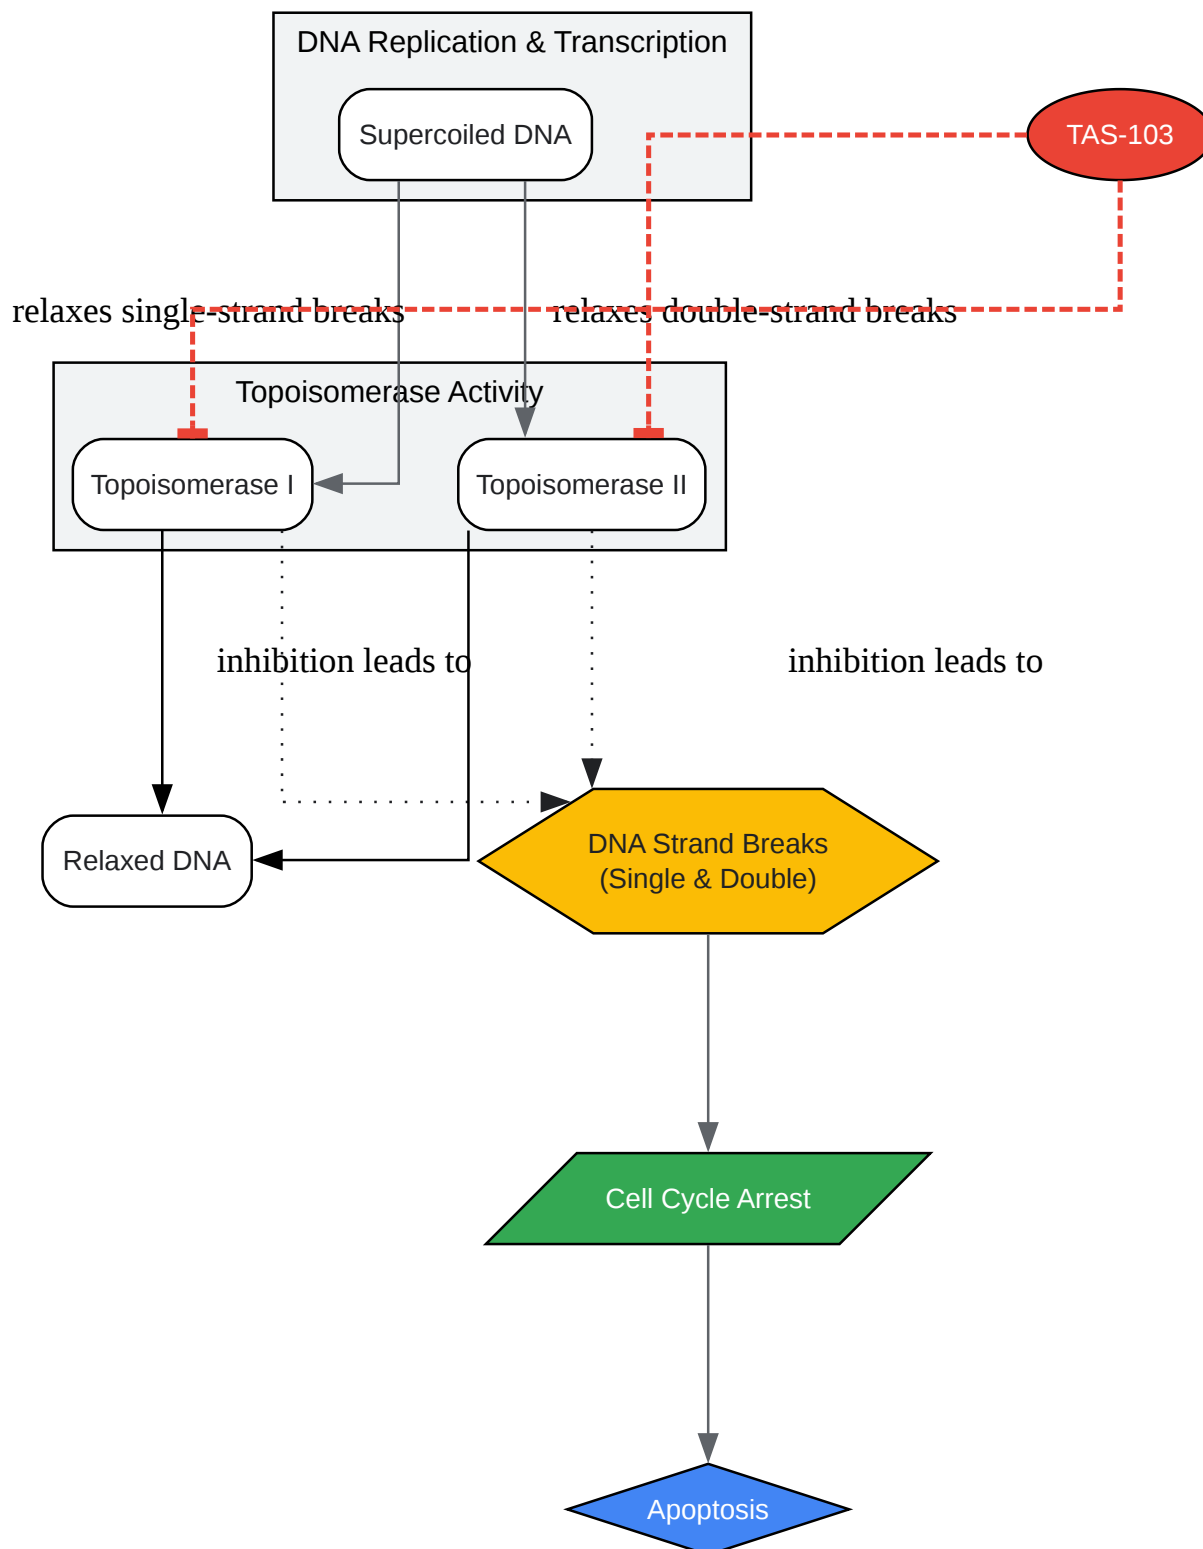 DNA Replication & Transcription
Supercoiled DNA
TAS-103
relaxes single-strand breaks
relaxes double-strand breaks
Topoisomerase Activity
Topoisomerase I
Topoisomerase II
inhibition leads to
inhibition leads to
Relaxed DNA
DNA Strand Breaks
(Single & Double)
Cell Cycle Arrest
Apoptosis